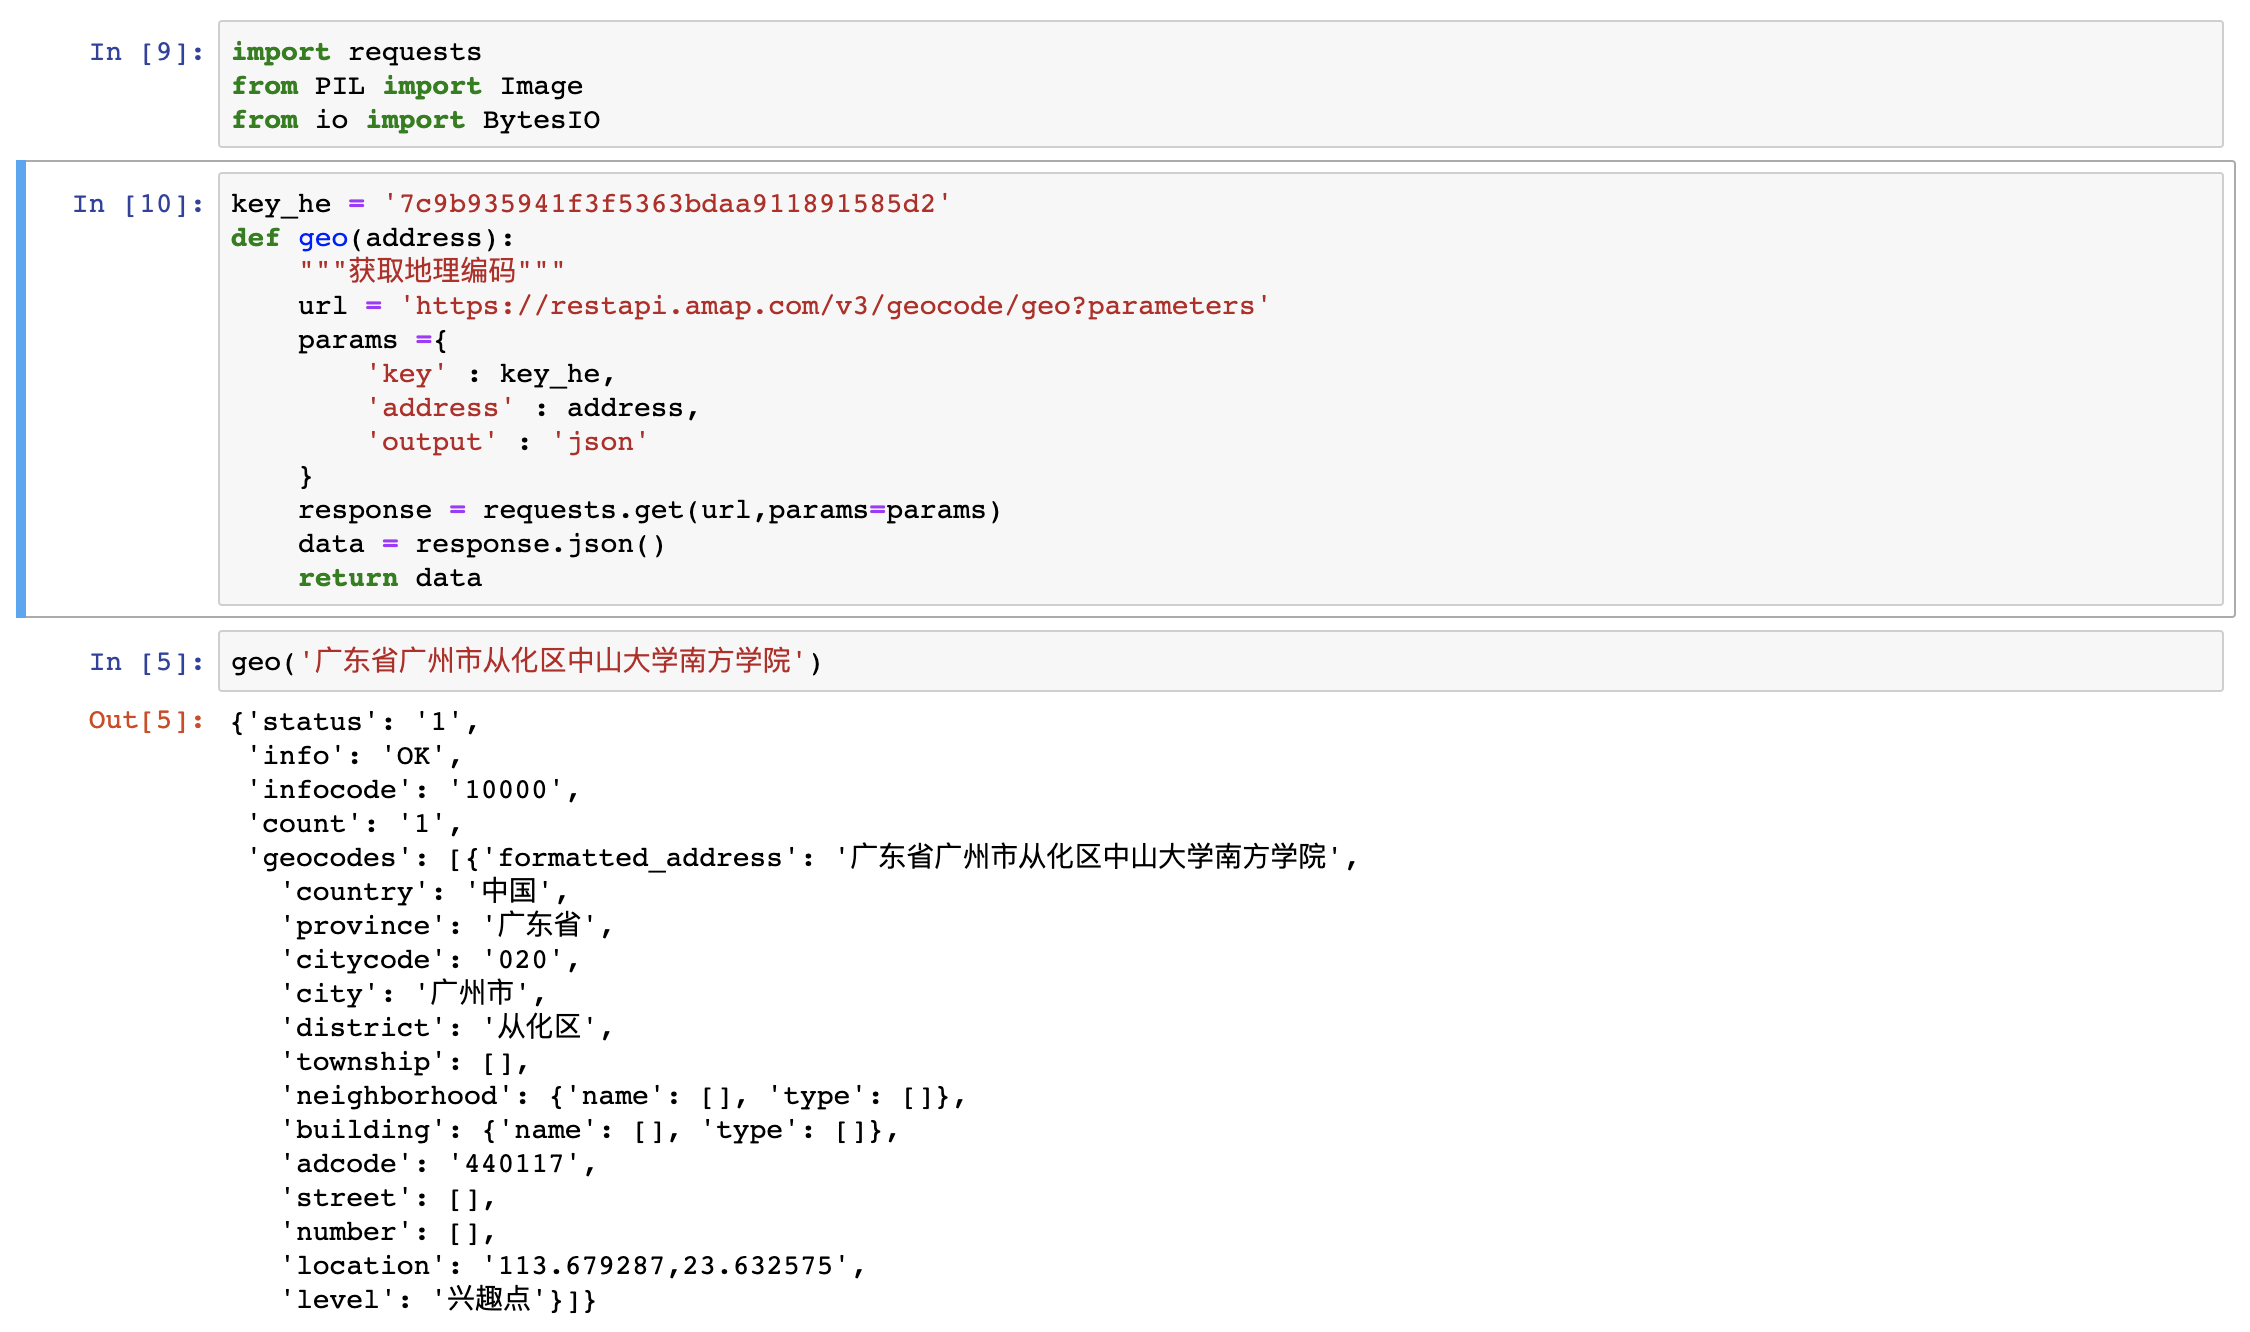 In [9]: import requests
from PIL import Image
from io import BytesIO
In [10]: key_he = '7c9b935941f3f5363bdaa911891585d2'
def geo(address):
    """获取地理编码"""
    url = 'https://restapi.amap.com/v3/geocode/geo?parameters'
    params ={
        'key' : key_he,
        'address' : address,
        'output' : 'json'
    }
    response = requests.get(url,params=params)
    data = response.json()
    return data
In [5]: geo('广东省广州市从化区中山大学南方学院')
Out[5]: {'status': '1',
 'info': 'OK',
 'infocode': '10000',
 'count': '1',
 'geocodes': [{'formatted_address': '广东省广州市从化区中山大学南方学院',
   'country': '中国',
   'province': '广东省',
   'citycode': '020',
   'city': '广州市',
   'district': '从化区',
   'township': [],
   'neighborhood': {'name': [], 'type': []},
   'building': {'name': [], 'type': []},
   'adcode': '440117',
   'street': [],
   'number': [],
   'location': '113.679287,23.632575',
   'level': '兴趣点'}]}